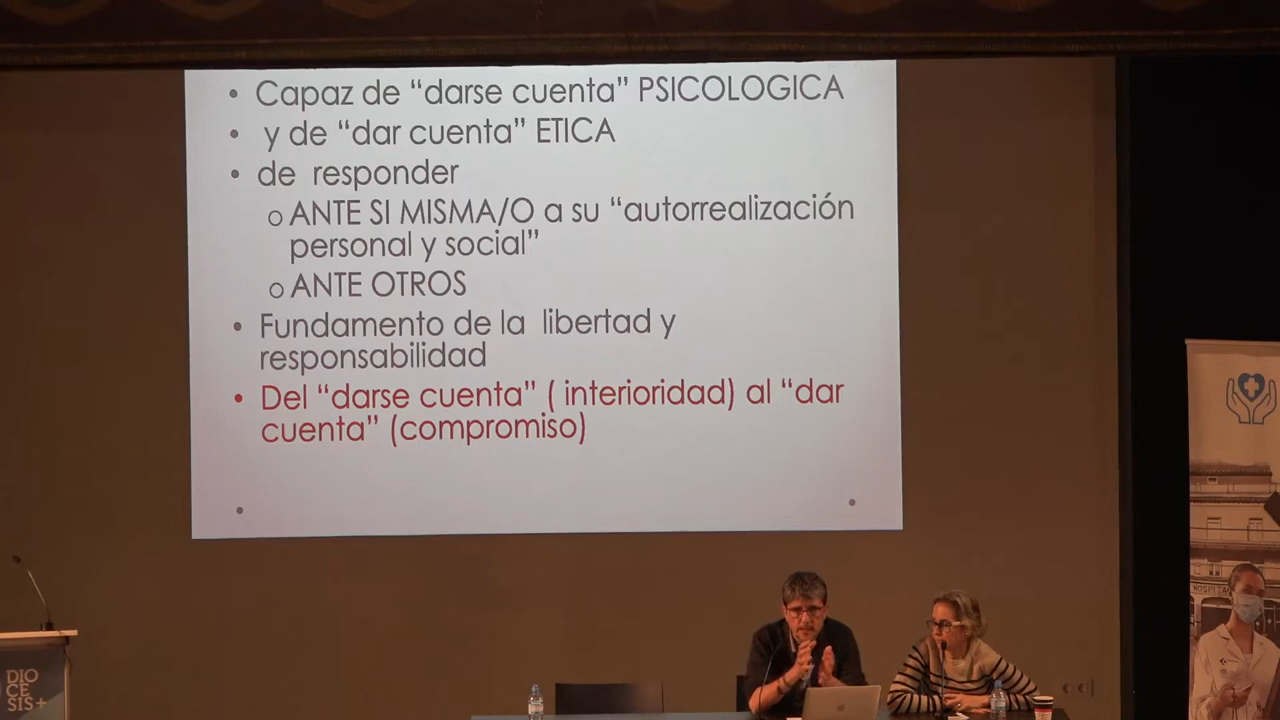 • Capaz de “darse cuenta” PSICOLOGICA
• y de “dar cuenta” ETICA
• de responder
o ANTE SI MISMA/O a su “autorrealización
personal y social”
o ANTE OTROS
• Fundamento de la libertad y
responsabilidad
• Del “darse cuenta” ( interioridad) al “dar
cuenta” (compromiso)
HOSPITA
DIO
CE
SIS+